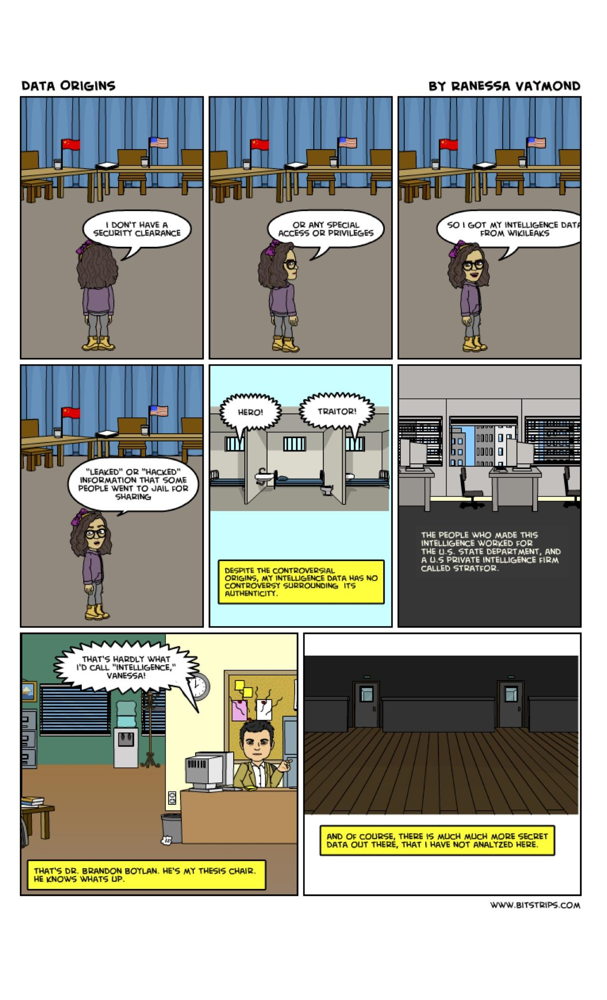 DATA ORIGINS
BY RANESSA VAYMOND
I DON'T HAVE A
SECURITY CLEARANCE
OR ANY SPECIAL
ACCESS OR PRIVILEGES
SO I GOT MY INTELLIGENCE DATA
FROM WIKILEAKS
"LEAKED" OR "HACKED"
INFORMATION THAT SOME
PEOPLE WENT TO JAIL FOR
SHARING
HERO!
TRAITOR!
DESPITE THE CONTROVERSIAL
ORIGINS, MY INTELLIGENCE DATA HAS NO
CONTROVERSY SURROUNDING ITS
AUTHENTICITY.
THE PEOPLE WHO MADE THIS
INTELLIGENCE WORKED FOR
THE U.S. STATE DEPARTMENT, AND
A U.S PRIVATE INTELLIGENCE FIRM
CALLED STRATFOR.
THAT'S HARDLY WHAT
I'D CALL "INTELLIGENCE,"
VANESSA!
THAT'S DR. BRANDON BOYLAN. HE'S MY THESIS CHAIR.
HE KNOWS WHATS UP.
AND OF COURSE, THERE IS MUCH MUCH MORE SECRET
DATA OUT THERE, THAT I HAVE NOT ANALYZED HERE.
WWW.BITSTRIPS.COM